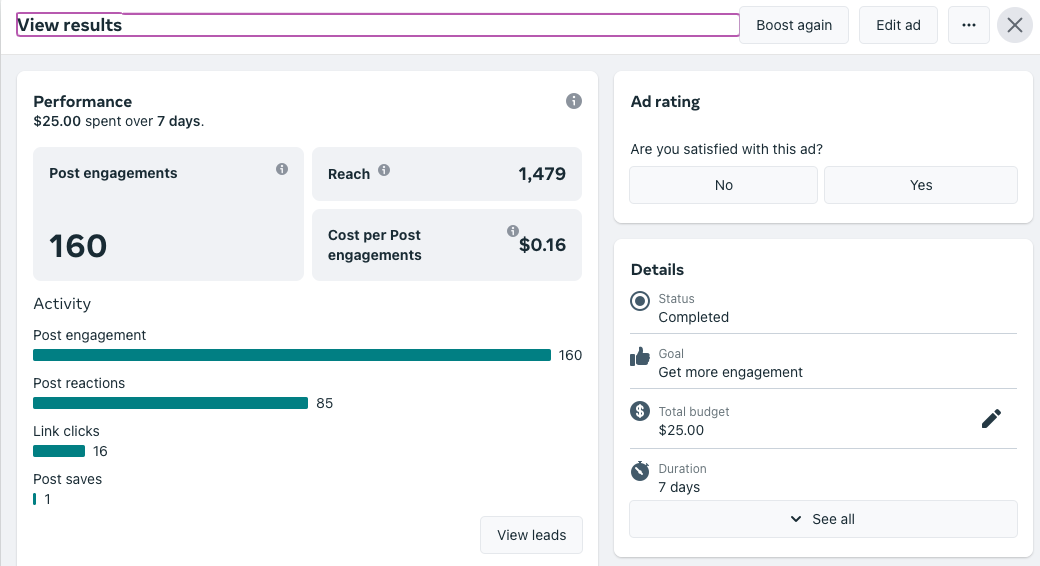 View results
Boost again
Edit ad
Performance
$25.00 spent over 7 days.
Post engagements
160
Reach
1,479
Cost per Post
engagements
$0.16
Activity
Post engagement
160
Post reactions
85
Link clicks
16
Post saves
1
View leads
Ad rating
Are you satisfied with this ad?
No
Yes
Details
Status
Completed
Goal
Get more engagement
Total budget
$25.00
Duration
7 days
See all